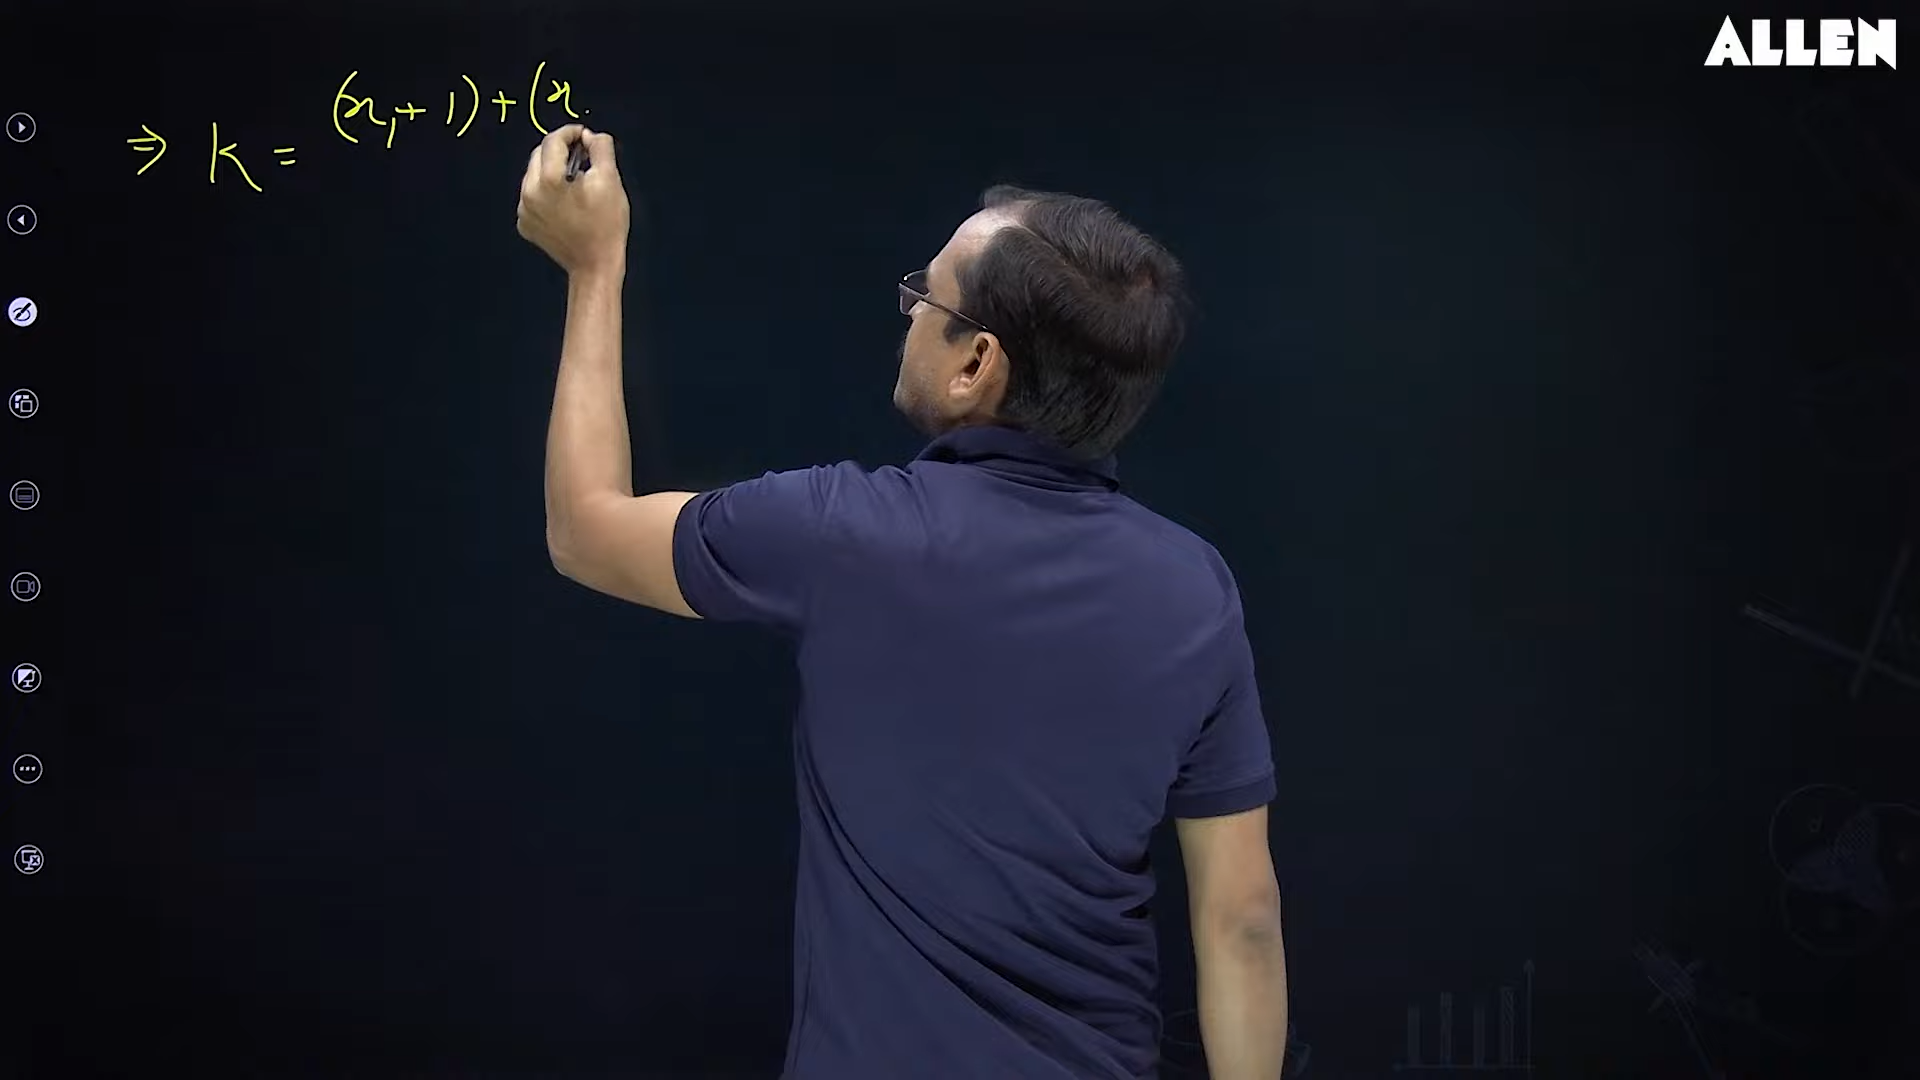 ALLEN
⇒ k = (x₁ + 1) + (x